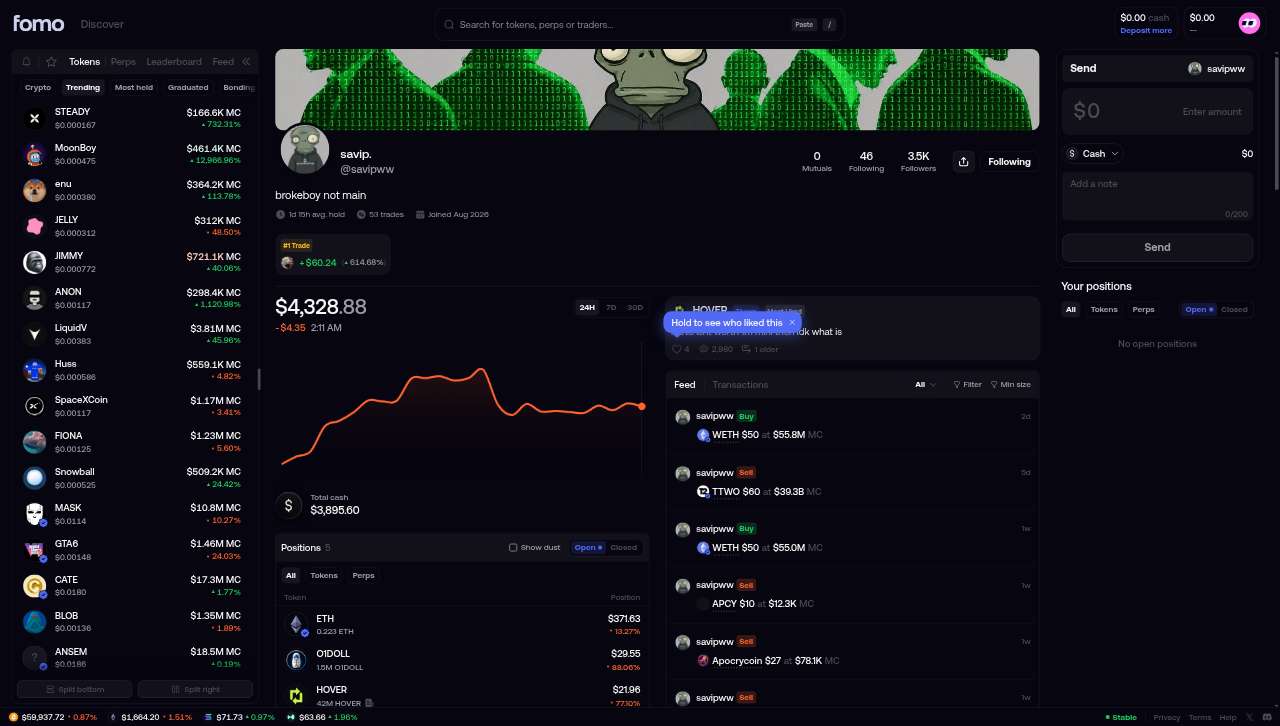 fomo
Discover
Search for tokens, perps or traders...
Paste
/
$0.00 cash
Deposit more
$0.00
—
Tokens
Perps
Leaderboard
Feed
Crypto
Trending
Most held
Graduated
Bonding
STEADY
$0.000167
$166.6K MC
732.31%
MoonBoy
$0.000475
$461.4K MC
12,966.96%
enu
$0.000380
$364.2K MC
113.78%
JELLY
$0.000312
$312K MC
48.50%
JIMMY
$0.000772
$721.1K MC
40.06%
ANON
$0.00117
$298.4K MC
1,120.98%
LiquidV
$0.00383
$3.81M MC
45.96%
Huss
$0.000586
$559.1K MC
4.82%
SpaceXCoin
$0.00117
$1.17M MC
3.41%
FIONA
$0.00125
$1.23M MC
5.60%
Snowball
$0.000525
$509.2K MC
24.42%
MASK
$0.0114
$10.8M MC
10.27%
GTA6
$0.00148
$1.46M MC
24.03%
CATE
$0.0180
$17.3M MC
1.77%
BLOB
$0.00136
$1.35M MC
1.89%
ANSEM
$0.0186
$18.5M MC
0.19%
Split bottom
Split right
savip.
@savipww
0
Mutuals
46
Following
3.5K
Followers
Following
brokeboy not main
1d 15h avg. hold
53 trades
Joined Aug 2026
#1 Trade
+$60.24
614.68%
$4,328.88
24H
7D
30D
-$4.35 2:11 AM
Total cash
$3,895.60
Positions 5
Show dust
Open
Closed
All
Tokens
Perps
Token
Position
ETH
0.223 ETH
$371.63
13.27%
O1DOLL
1.5M O1DOLL
$29.55
88.06%
HOVER
42M HOVER
$21.96
77.10%
HOVER
Hold to see who liked this
×
idk what is
4
2,980
1 older
Feed
Transactions
All
Filter
Min size
savipww Buy
2d
WETH $50 at $55.8M MC
savipww Sell
5d
TTWO $60 at $39.3B MC
savipww Buy
1w
WETH $50 at $55.0M MC
savipww Sell
1w
APCY $10 at $12.3K MC
savipww Sell
1w
Apocrycoin $27 at $78.1K MC
savipww Sell
1w
Send
savipww
$0
Enter amount
$ Cash
$0
Add a note
0/200
Send
Your positions
All
Tokens
Perps
Open
Closed
No open positions
$59,937.72 0.87%
$1,664.20 1.51%
$71.73 0.97%
$63.66 1.96%
Stable
Privacy
Terms
Help